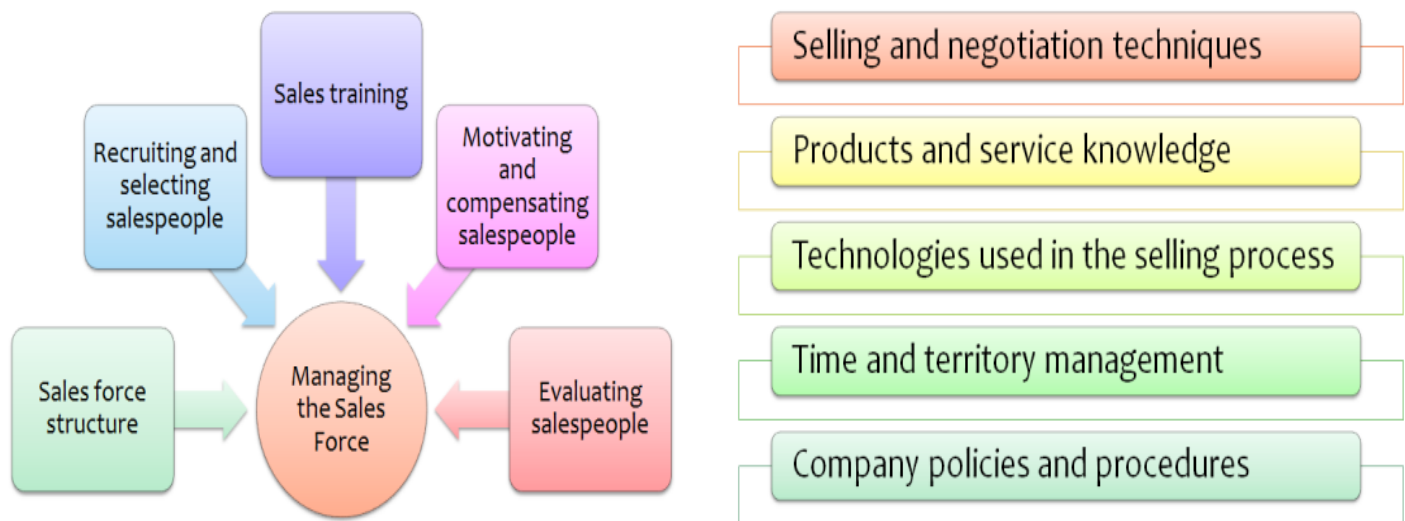 Sales training
Recruiting and
selecting
salespeople
Motivating
and
compensating
salespeople
Sales force
structure
Managing
the Sales
Force
Evaluating
salespeople
Selling and negotiation techniques
Products and service knowledge
Technologies used in the selling process
Time and territory management
Company policies and procedures